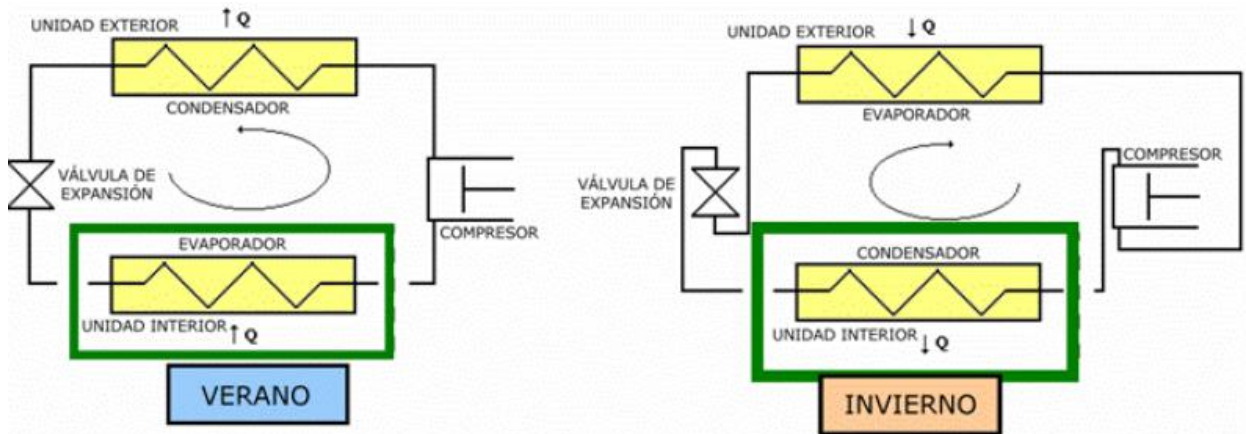 ↑ Q
UNIDAD EXTERIOR
CONDENSADOR
VÁLVULA DE
EXPANSIÓN
COMPRESOR
EVAPORADOR
UNIDAD INTERIOR
↑ Q
VERANO
↓ Q
UNIDAD EXTERIOR
EVAPORADOR
COMPRESOR
VÁLVULA DE
EXPANSIÓN
CONDENSADOR
UNIDAD INTERIOR
↓ Q
INVIERNO